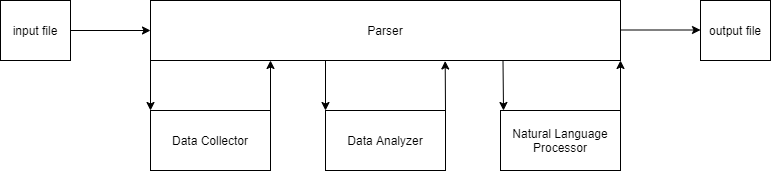 input file
Parser
output file
Data Collector
Data Analyzer
Natural Language
Processor